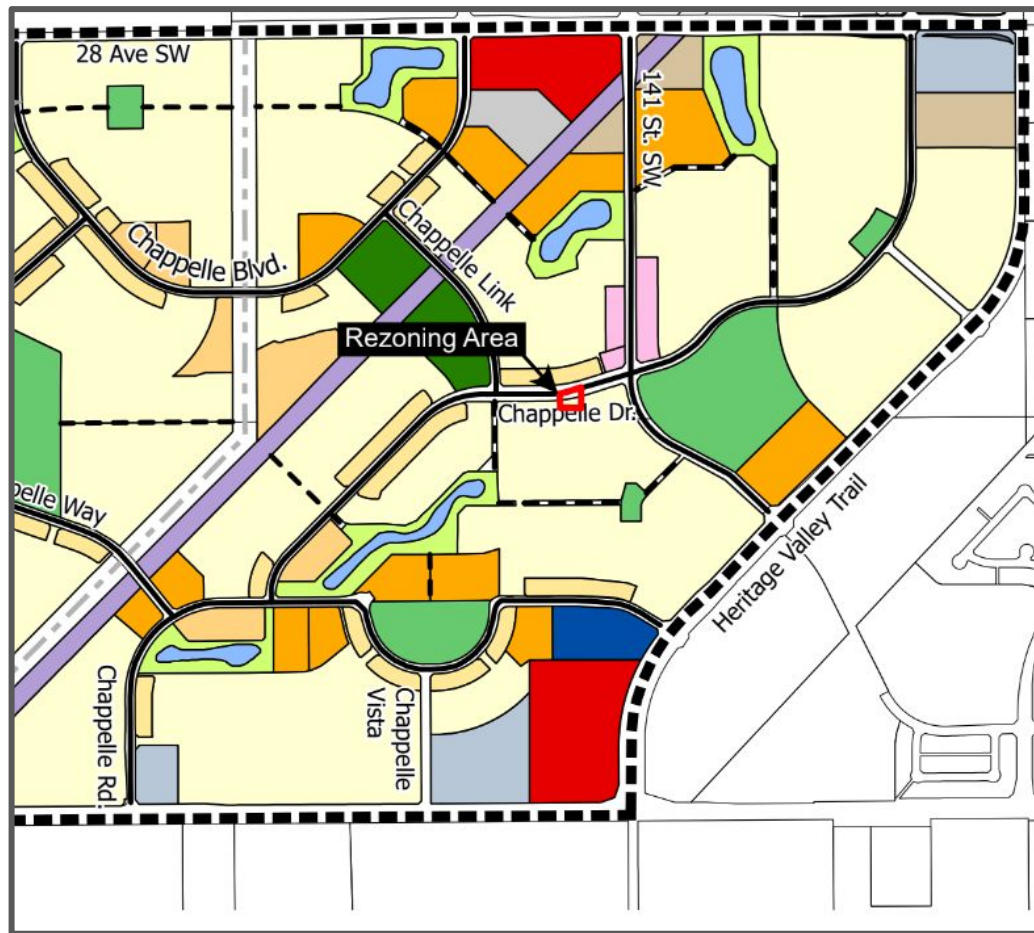 28 Ave SW
141 St. SW
Chappelle Blvd.
Chappelle Link
Rezoning Area
Chappelle Dr.
pelle Way
Heritage Valley Trail
Chappelle Rd.
Chappelle
Vista